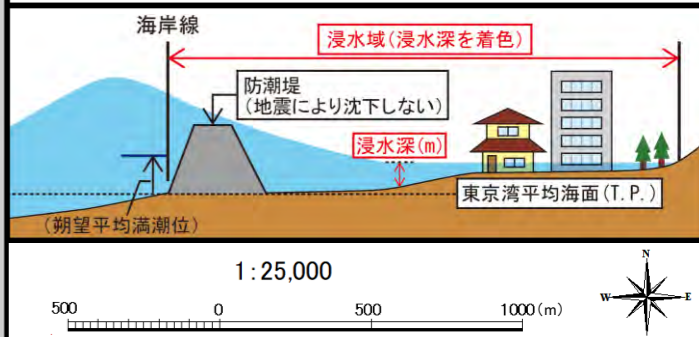 海岸線
浸水域(浸水深を着色)
防潮堤
(地震により沈下しない)
浸水深(m)
東京湾平均海面(T.P.)
(朔望平均満潮位)
1:25,000
500 0 500 1000(m)
N
W E
S